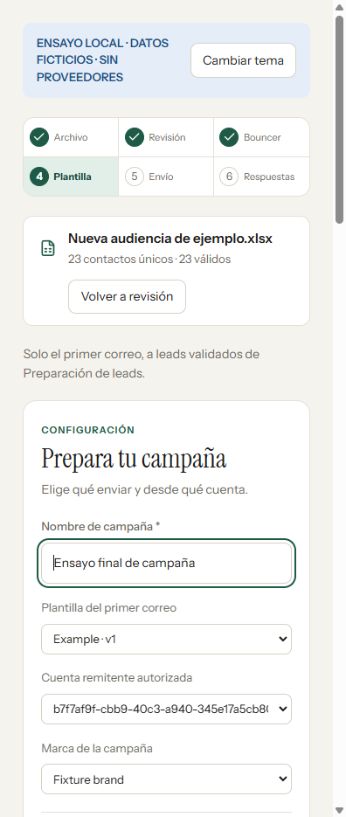 ENSAYO LOCAL · DATOS
FICTICIOS · SIN
PROVEEDORES
Cambiar tema
Archivo
Revisión
Bouncer
4 Plantilla
5 Envío
6 Respuestas
Nueva audiencia de ejemplo.xlsx
23 contactos únicos · 23 válidos
Volver a revisión
Solo el primer correo, a leads validados de
Preparación de leads.
CONFIGURACIÓN
Prepara tu campaña
Elige qué enviar y desde qué cuenta.
Nombre de campaña *
Ensayo final de campaña
Plantilla del primer correo
Example · v1
Cuenta remitente autorizada
b7f7af9f-cbb9-40c3-a940-345e17a5cb8
Marca de la campaña
Fixture brand